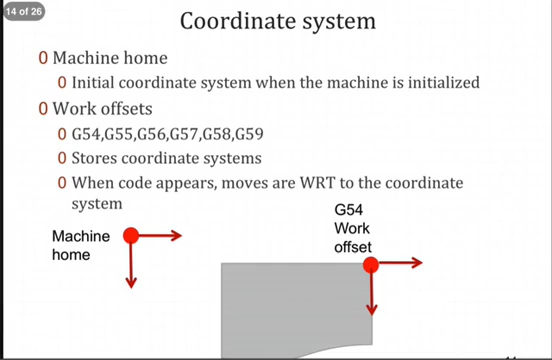 14 of 26
Coordinate system
0 Machine home
0 Initial coordinate system when the machine is initialized
0 Work offsets
0 G54,G55,G56,G57,G58,G59
0 Stores coordinate systems
0 When code appears, moves are WRT to the coordinate
system
G54
Work
offset
Machine
home